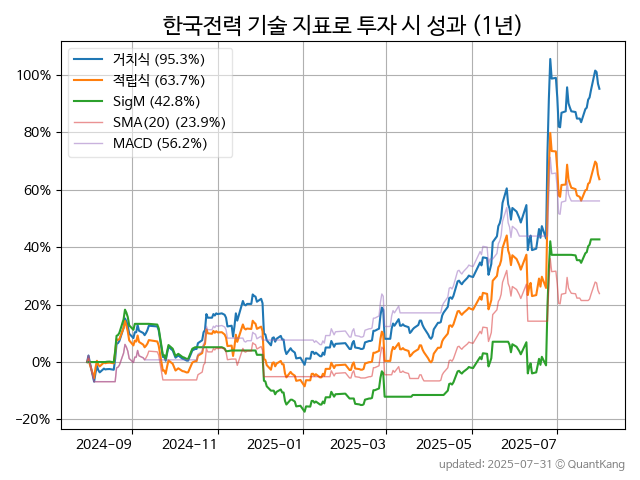 한국전력 기술 지표로 투자 시 성과 (1년)
거치식 (95.3%)
적립식 (63.7%)
SigM (42.8%)
SMA(20) (23.9%)
MACD (56.2%)
100%
80%
60%
40%
20%
0%
−20%
2024-09 2024-11 2025-01 2025-03 2025-05 2025-07
updated: 2025-07-31 © QuantKang